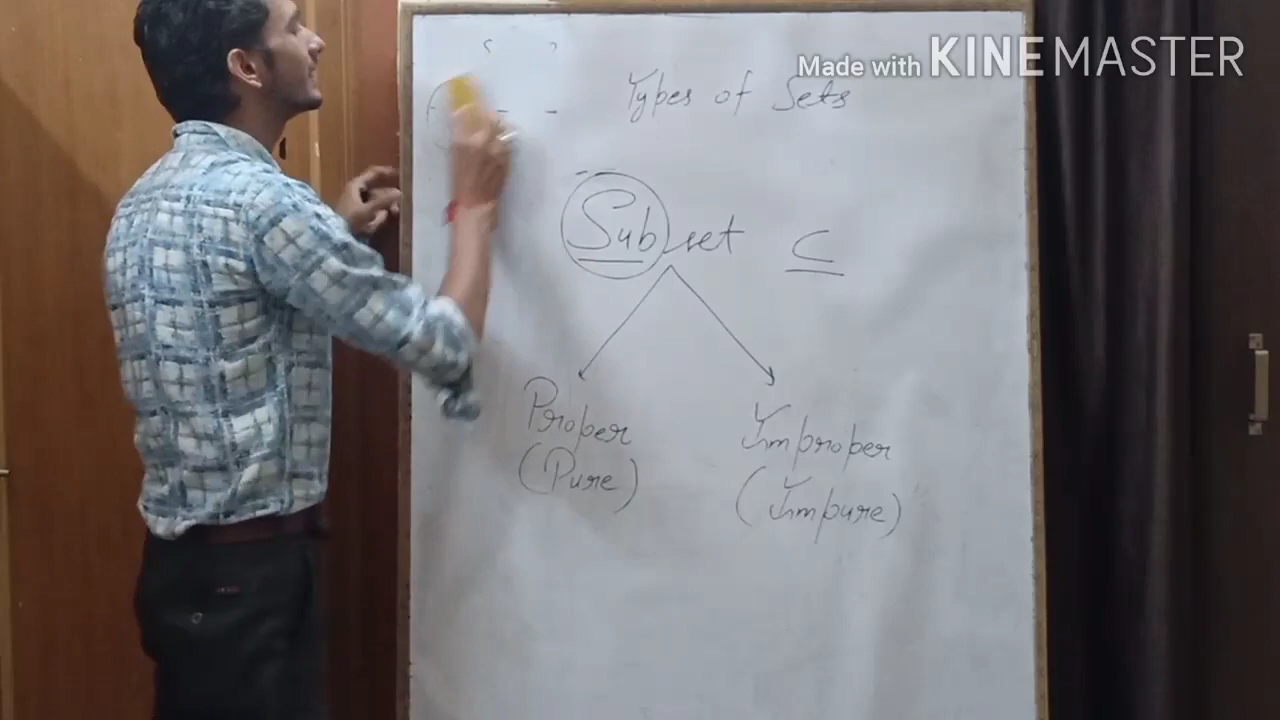 Made with KINEMASTER
Types of Sets
Subset ⊆
Proper
(Pure)
Improper
(Impure)